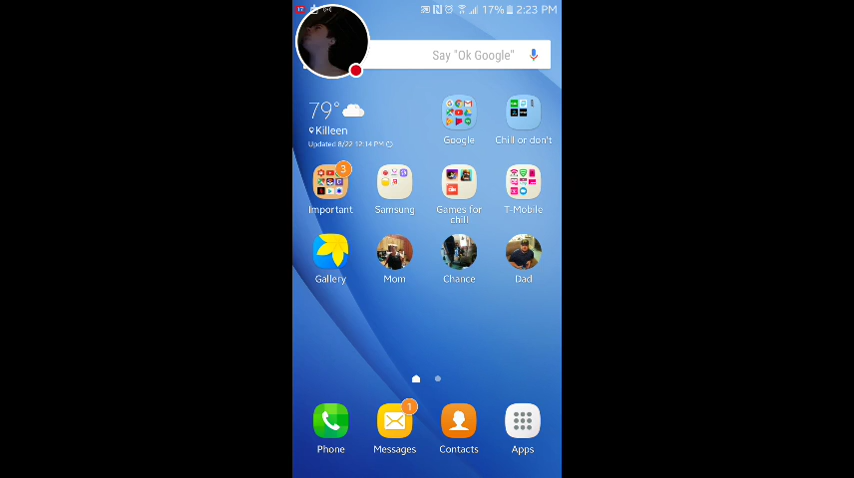 17
17% 2:23 PM
Say "Ok Google"
79°
Killeen
Updated 8/22 12:14 PM
Google
Chill or don't
3
Important
Samsung
Games for
chill
T-Mobile
Gallery
Mom
Chance
Dad
1
Phone
Messages
Contacts
Apps